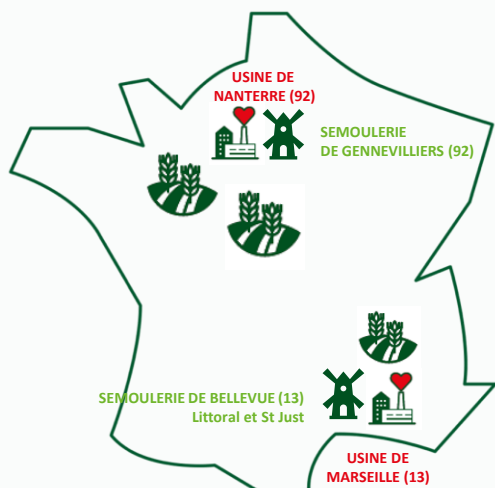 USINE DE
NANTERRE (92)
SEMOULERIE
DE GENNEVILLIERS (92)
SEMOULERIE DE BELLEVUE (13)
Littoral et St Just
USINE DE
MARSEILLE (13)